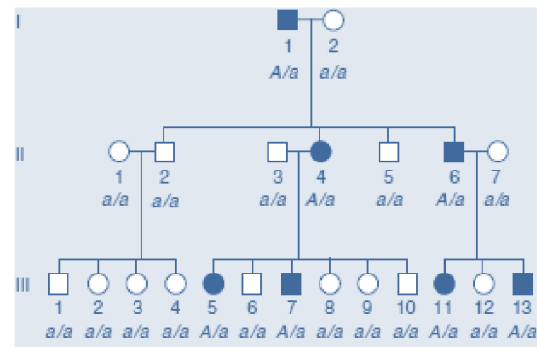 I
1 2
A/a a/a
II
1 2 3 4 5 6 7
a/a a/a a/a A/a a/a A/a a/a
III
1 2 3 4 5 6 7 8 9 10 11 12 13
a/a a/a a/a a/a A/a a/a A/a a/a a/a a/a A/a a/a A/a